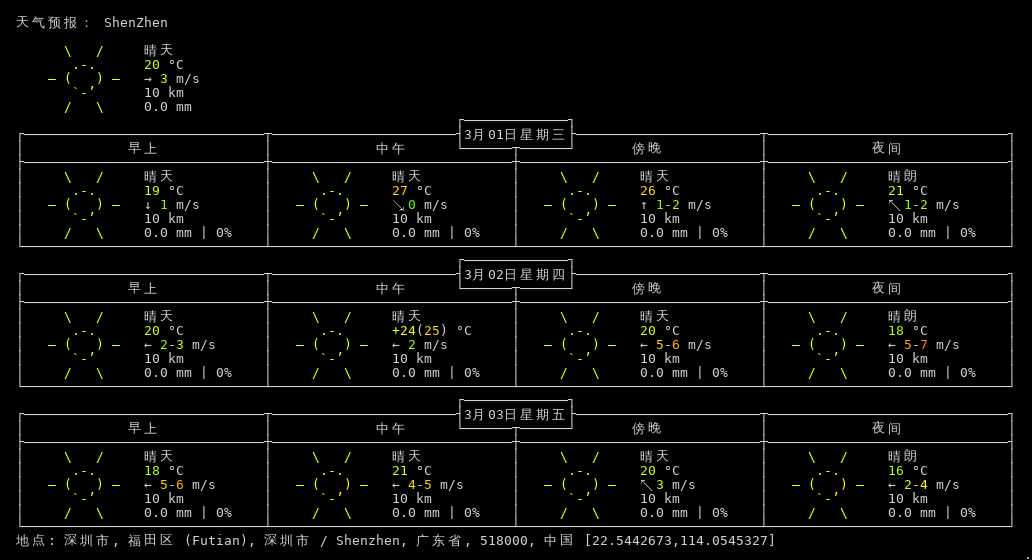 天气预报： ShenZhen
晴天
20 °C
→ 3 m/s
10 km
0.0 mm
3月01日星期三
早上 中午 傍晚 夜间
晴天 晴天 晴天 晴朗
19 °C 27 °C 26 °C 21 °C
↓ 1 m/s ↘ 0 m/s ↑ 1-2 m/s ↖ 1-2 m/s
10 km 10 km 10 km 10 km
0.0 mm | 0% 0.0 mm | 0% 0.0 mm | 0% 0.0 mm | 0%
3月02日星期四
早上 中午 傍晚 夜间
晴天 晴天 晴天 晴朗
20 °C +24(25) °C 20 °C 18 °C
← 2-3 m/s ← 2 m/s ← 5-6 m/s ← 5-7 m/s
10 km 10 km 10 km 10 km
0.0 mm | 0% 0.0 mm | 0% 0.0 mm | 0% 0.0 mm | 0%
3月03日星期五
早上 中午 傍晚 夜间
晴天 晴天 晴天 晴朗
18 °C 21 °C 20 °C 16 °C
← 5-6 m/s ← 4-5 m/s ↖ 3 m/s ← 2-4 m/s
10 km 10 km 10 km 10 km
0.0 mm | 0% 0.0 mm | 0% 0.0 mm | 0% 0.0 mm | 0%
地点: 深圳市, 福田区 (Futian), 深圳市 / Shenzhen, 广东省, 518000, 中国 [22.5442673,114.0545327]